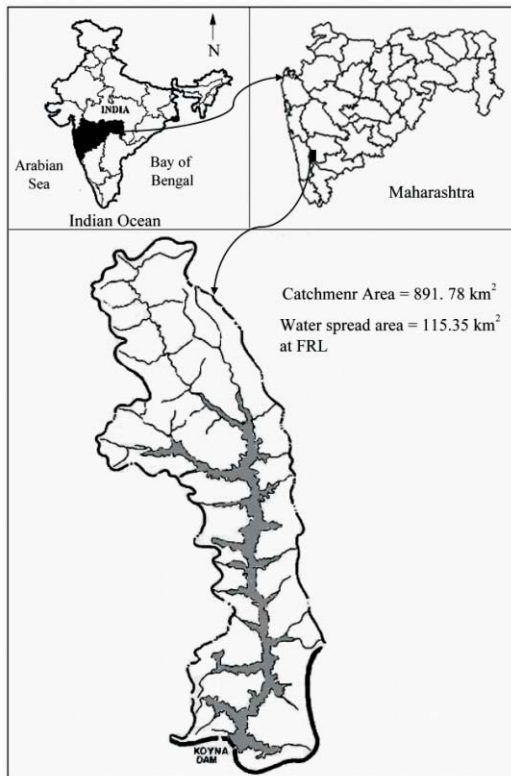 N
INDIA
Arabian
Sea
Bay of
Bengal
Indian Ocean
Maharashtra
Catchmenr Area = 891. 78 km²
Water spread area = 115.35 km²
at FRL
KOYNA
DAM